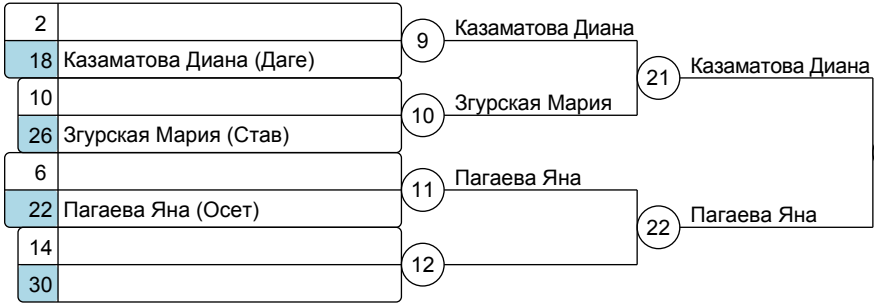 2
18 Казаматова Диана (Даге)
10
26 Згурская Мария (Став)
6
22 Пагаева Яна (Осет)
14
30
9 Казаматова Диана
10 Згурская Мария
11 Пагаева Яна
12
21 Казаматова Диана
22 Пагаева Яна